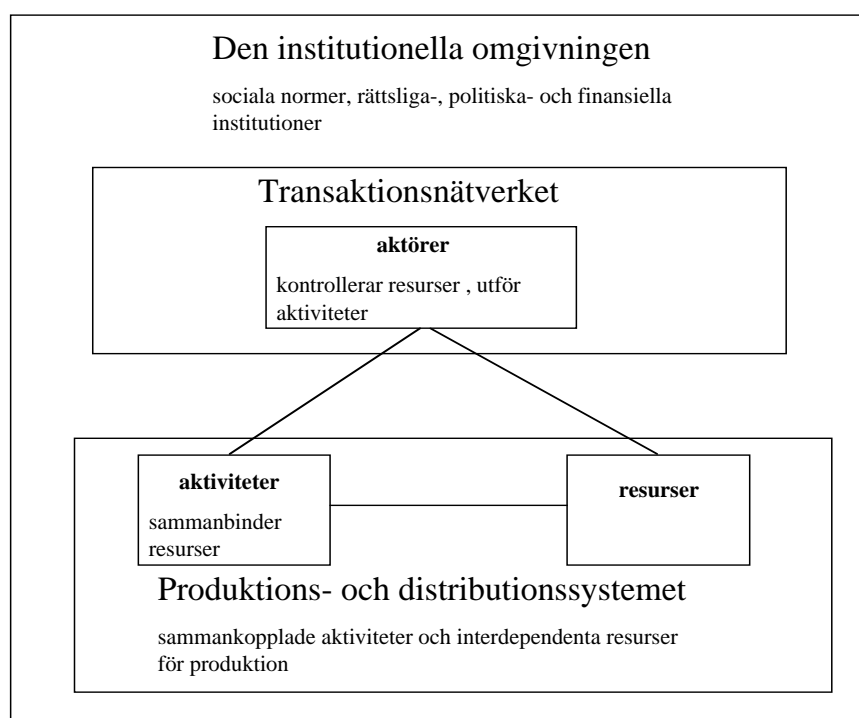 Den institutionella omgivningen
sociala normer, rättsliga-, politiska- och finansiella
institutioner
Transaktionsnätverket
aktörer
kontrollerar resurser , utför
aktiviteter
aktiviteter
sammanbinder
resurser
resurser
Produktions- och distributionssystemet
sammankopplade aktiviteter och interdependenta resurser
för produktion